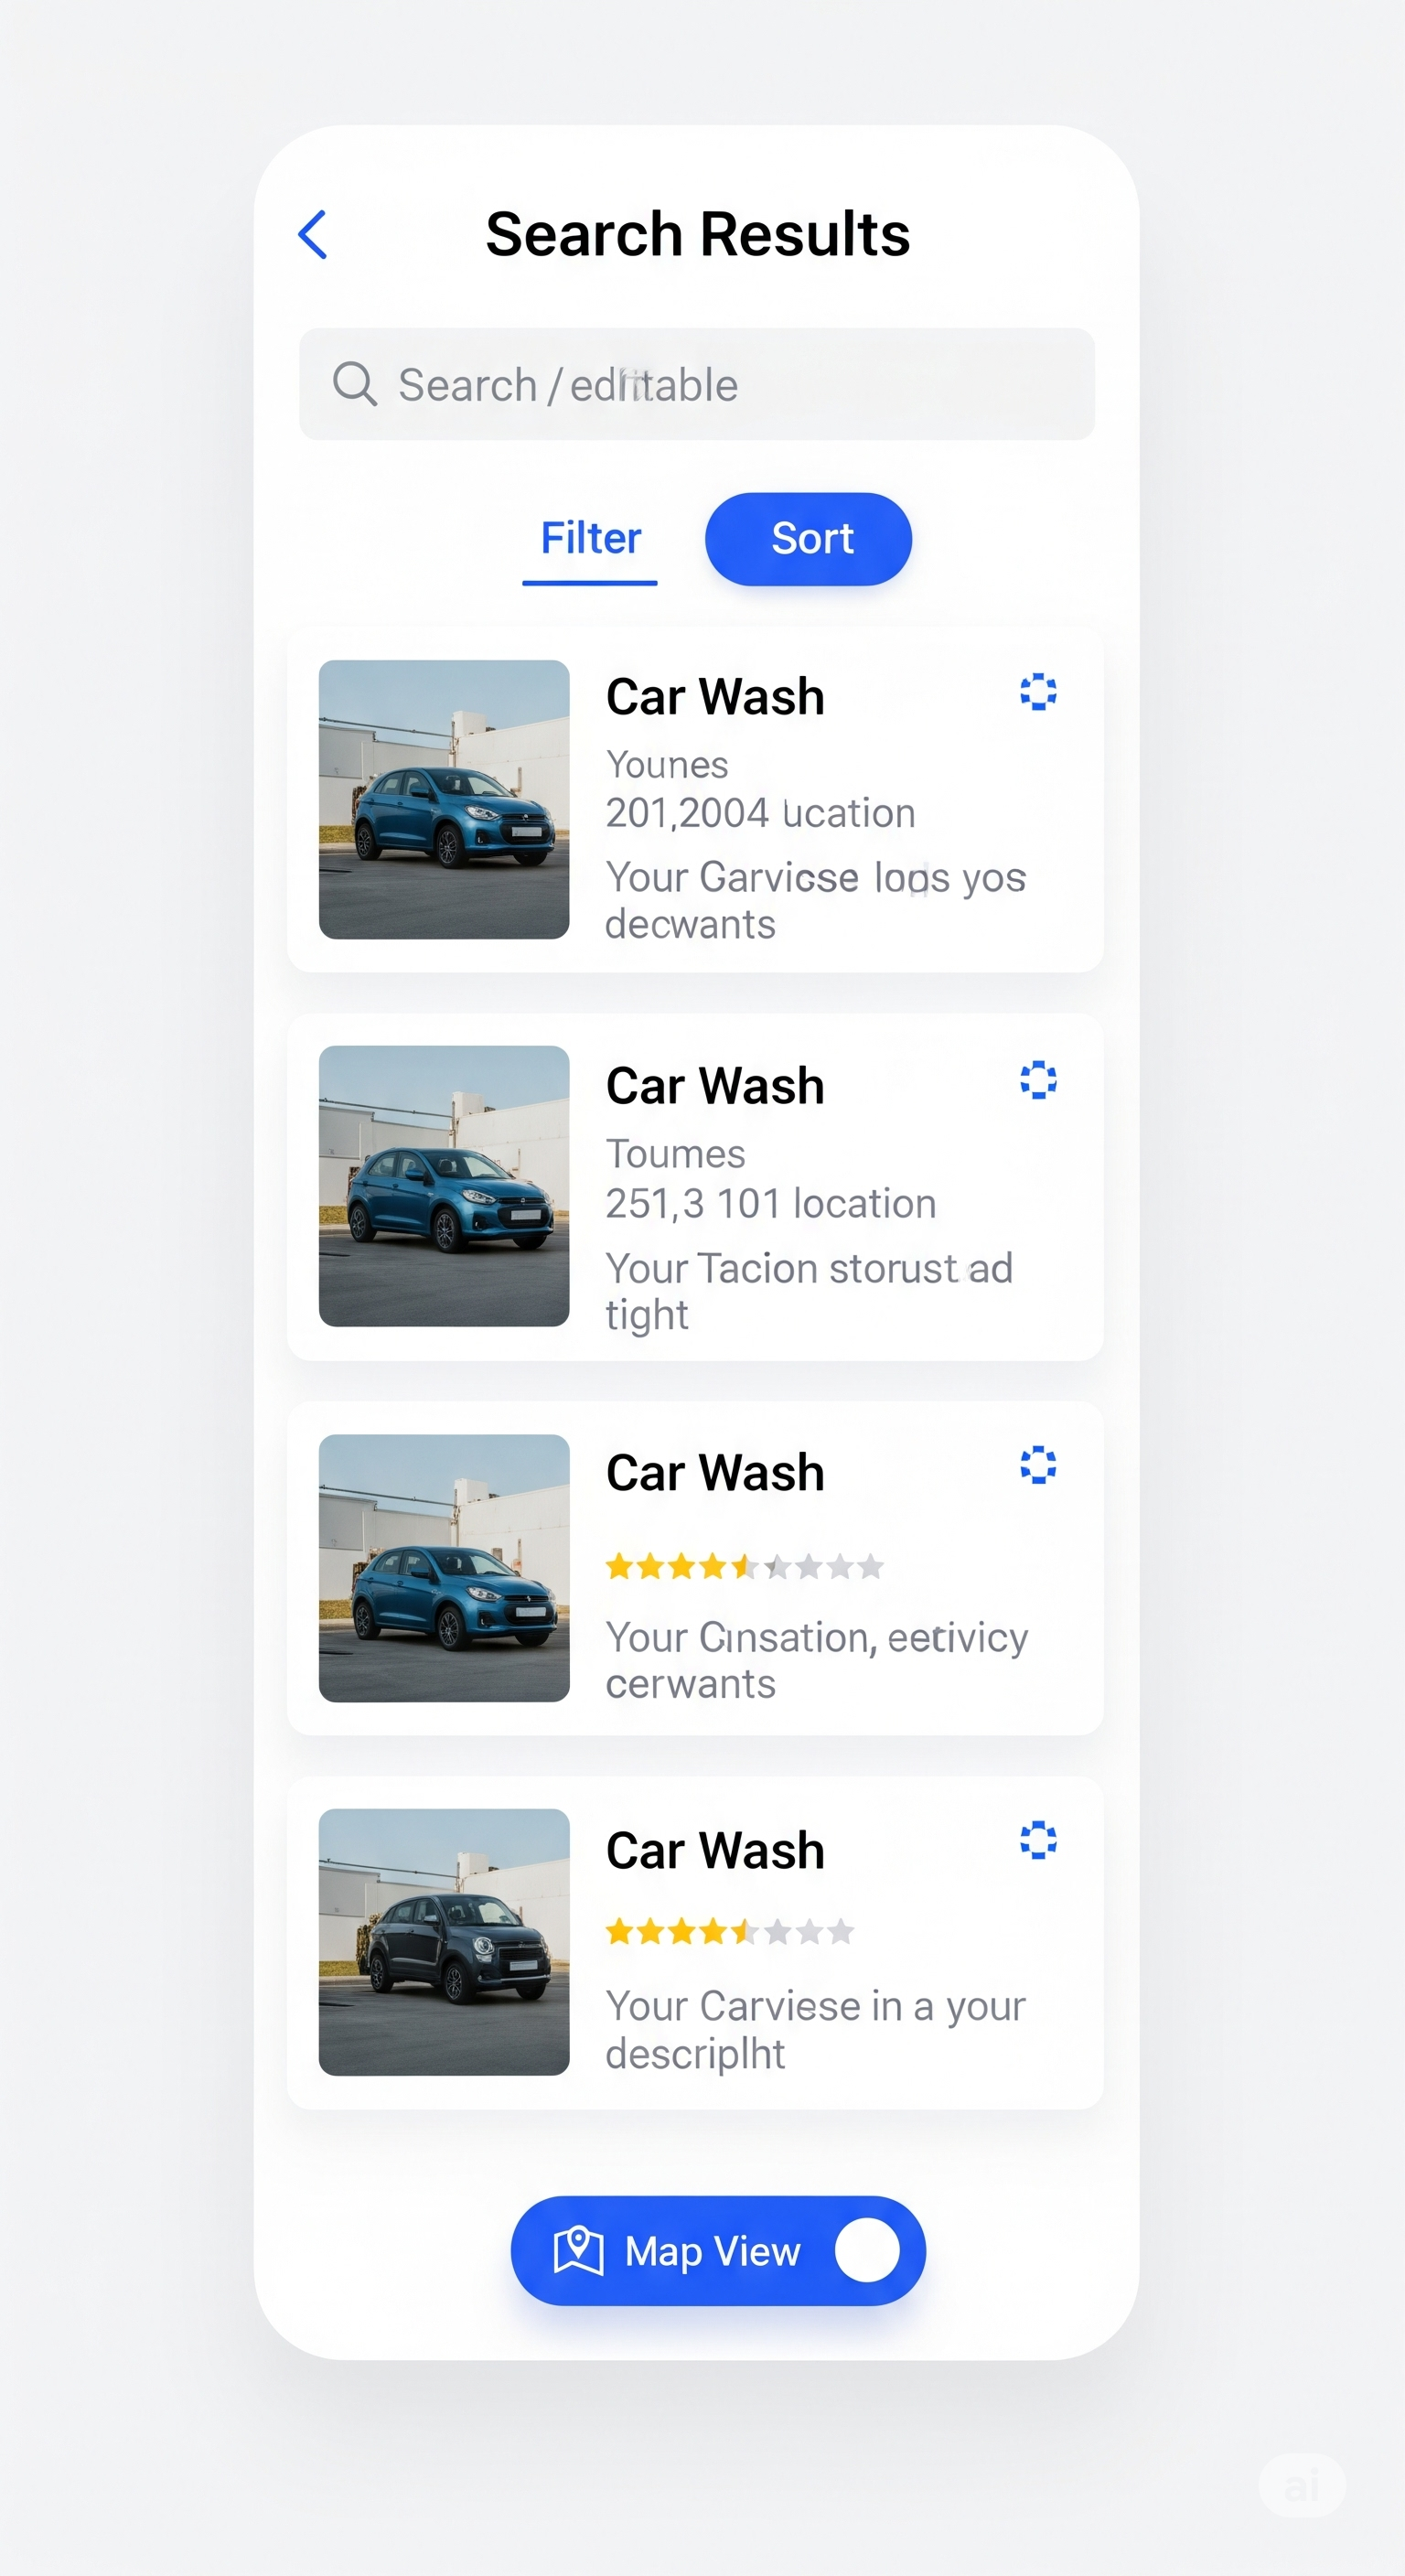 Search Results
Search / editable
Filter
Sort
Car Wash
Younes
201,2004 ucation
Your Garvicse yos
decwants
Car Wash
Toumes
251,3 101 location
Your Tacion storust ad
tight
Car Wash
Your Cinsation, eetivicy
cerwants
Car Wash
Your Carviese in a your
descriplht
Map View
ai